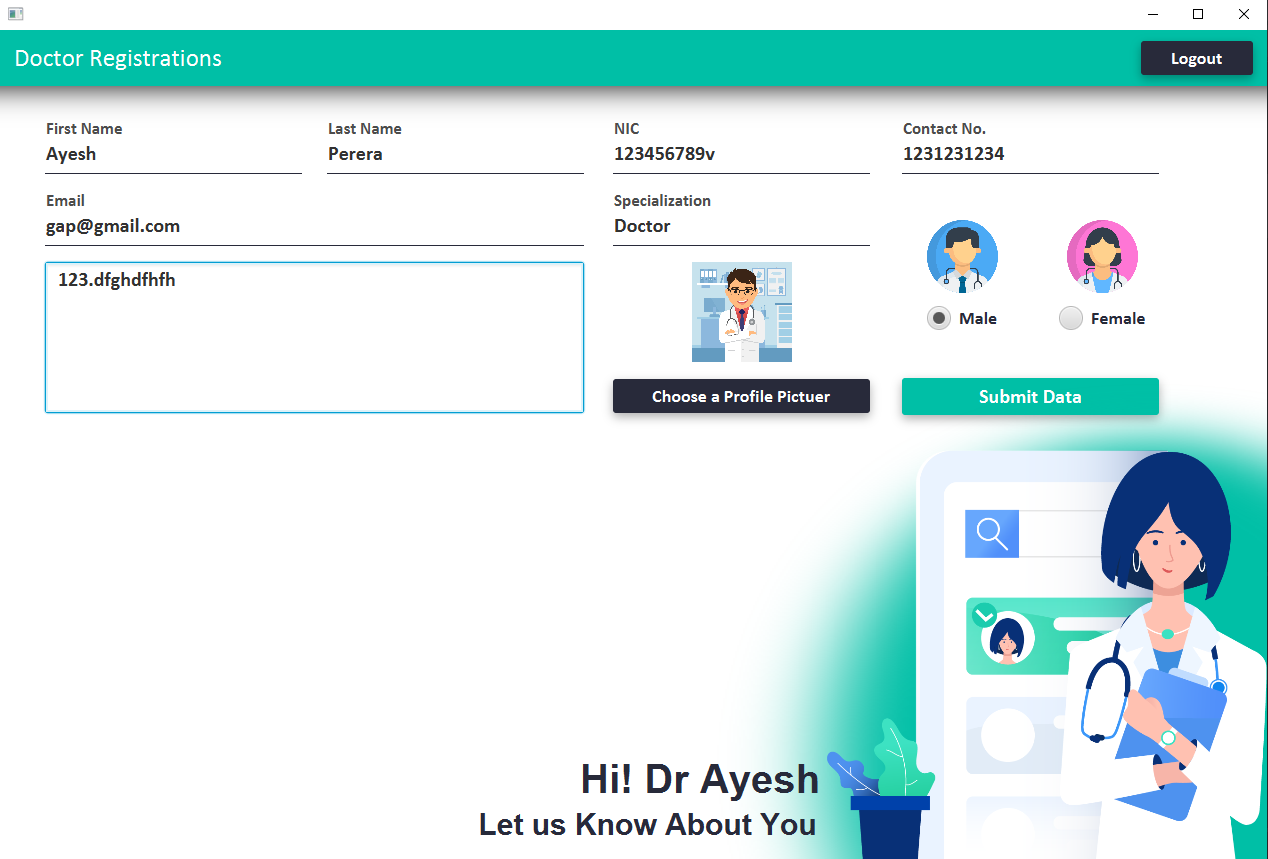 Doctor Registrations
Logout
First Name
Last Name
NIC
Contact No.
Ayesh
Perera
123456789v
1231231234
Email
Specialization
gap@gmail.com
Doctor
123.dfghdfhfh
Male
Female
Choose a Profile Pictuer
Submit Data
Hi! Dr Ayesh
Let us Know About You